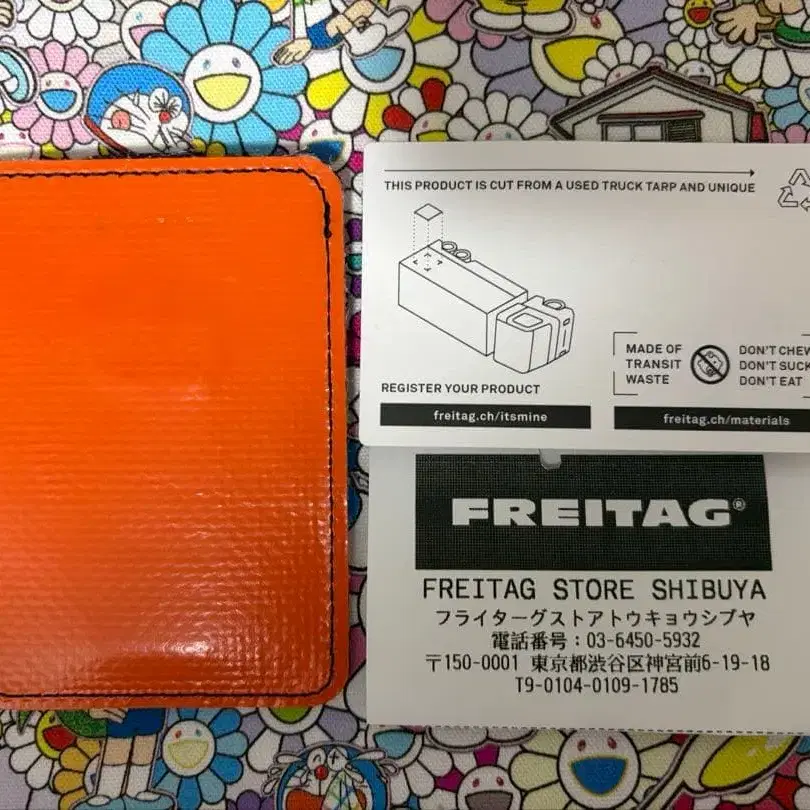 THIS PRODUCT IS CUT FROM A USED TRUCK TARP AND UNIQUE
REGISTER YOUR PRODUCT
freitag.ch/itsmine
MADE OF
TRANSIT
WASTE
DON'T CHEW
DON'T SUCK
DON'T EAT
freitag.ch/materials
FREITAG®
FREITAG STORE SHIBUYA
フライターグストアトウキョウシブヤ
電話番号：03-6450-5932
〒150-0001 東京都渋谷区神宮前6-19-18
T9-0104-0109-1785